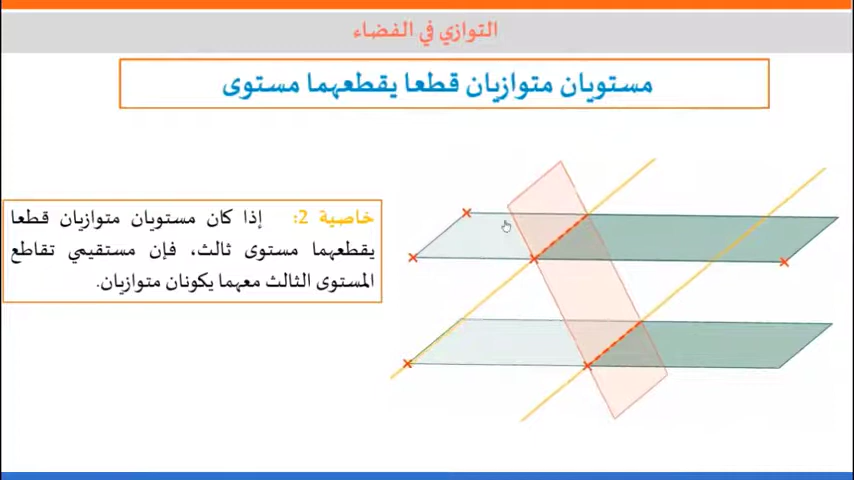 التوازي في الفضاء
مستويان متوازيان قطعا يقطعهما مستوى
خاصية 2: إذا كان مستويان متوازيان قطعا
يقطعهما مستوى ثالث، فإن مستقيمي تقاطع
المستوى الثالث معهما يكونان متوازيان.